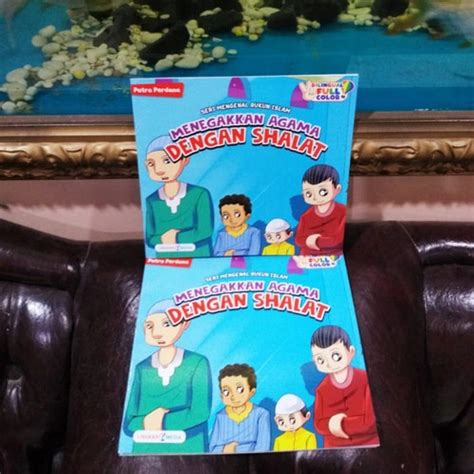 Putra Perdana
BILINGUAL
FULL
COLOR
SERI MENGENAL RUKUN ISLAM
MENEGAKKAN AGAMA
DENGAN SHALAT
Putra Perdana
FULL
COLOR
SERI MENGENAL RUKUN ISLAM
MENEGAKKAN AGAMA
DENGAN SHALAT